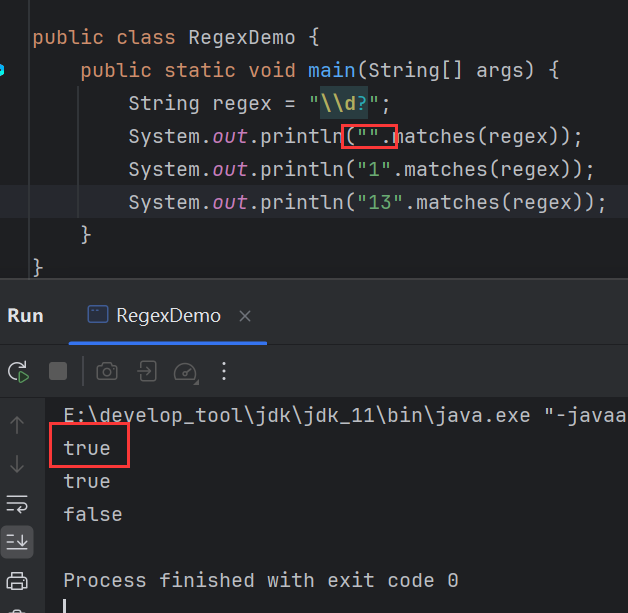 public class RegexDemo {
public static void main(String[] args) {
String regex = "\\d?";
System.out.println("".matches(regex));
System.out.println("1".matches(regex));
System.out.println("13".matches(regex));
}
}
Run
RegexDemo
E:\develop_tool\jdk\jdk_11\bin\java.exe "-javaa
true
true
false
Process finished with exit code 0